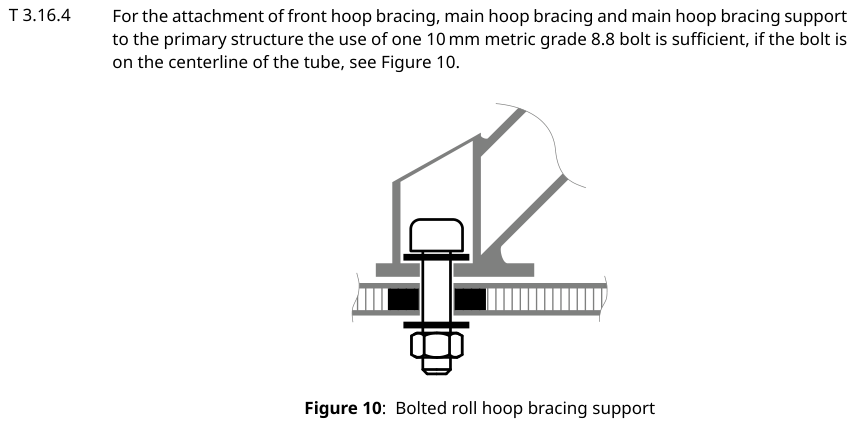 T 3.16.4 For the attachment of front hoop bracing, main hoop bracing and main hoop bracing support
to the primary structure the use of one 10 mm metric grade 8.8 bolt is sufficient, if the bolt is
on the centerline of the tube, see Figure 10.
Figure 10: Bolted roll hoop bracing support